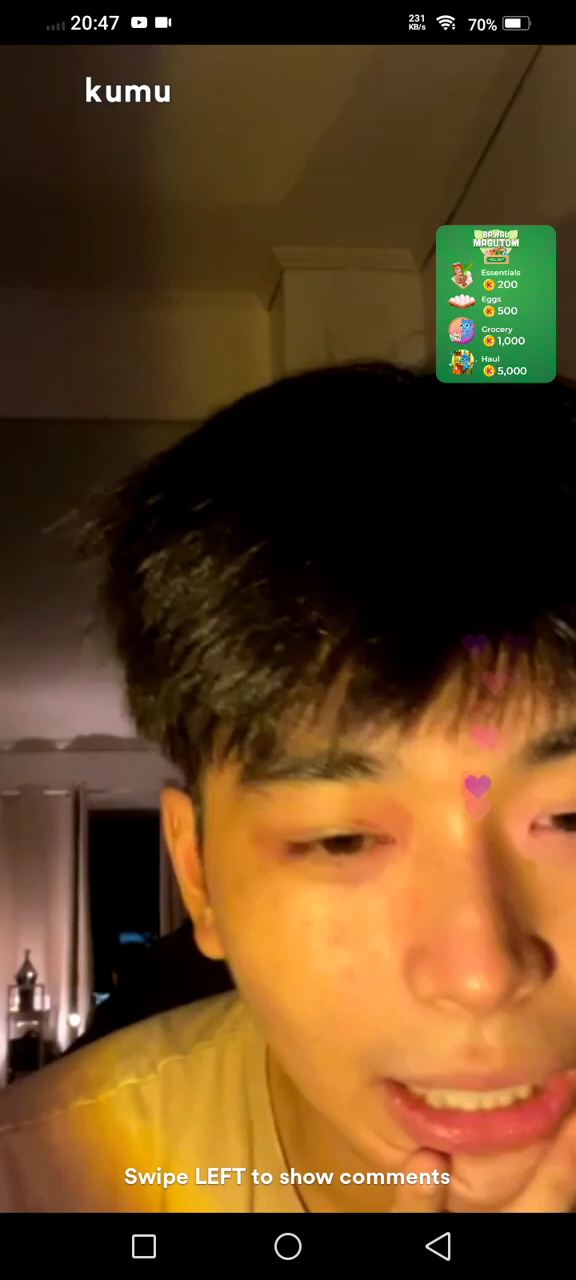 20:47
231
KB/s
70%
kumu
BAWAL
MAGUTOM
Essentials
K 200
Eggs
K 500
Grocery
K 1,000
Haul
K 5,000
Swipe LEFT to show comments